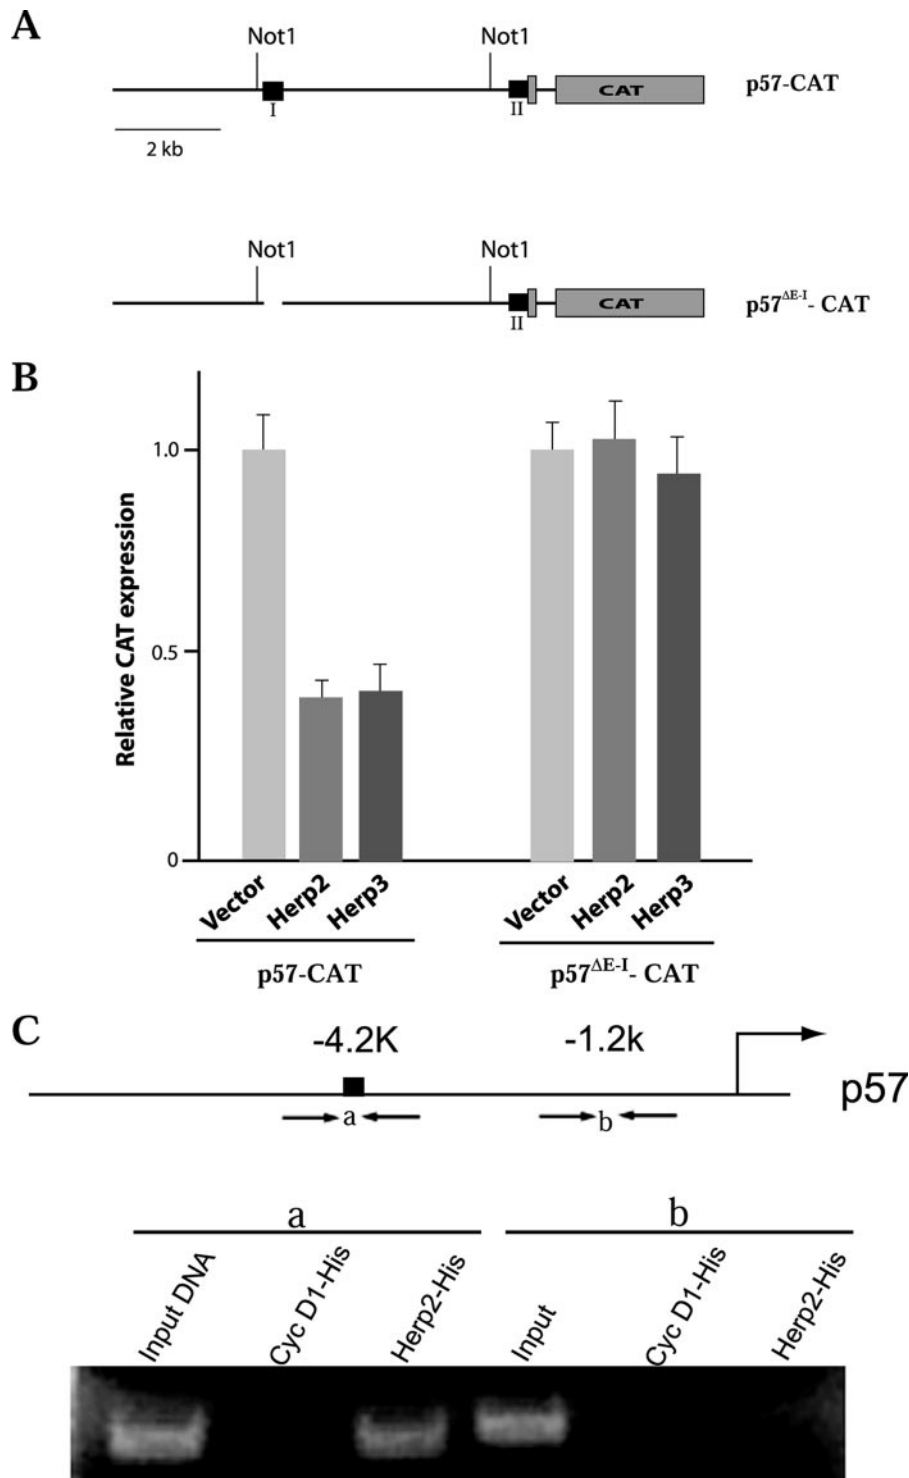 A
Not1 Not1
CAT p57-CAT
I II
2 kb
Not1 Not1
CAT p57ΔE-I- CAT
II
B
Relative CAT expression
1.0
0.5
0
Vector Herp2 Herp3 Vector Herp2 Herp3
p57-CAT p57ΔE-I- CAT
C
-4.2K -1.2k
p57
a b
a b
Input DNA Cyc D1-His Herp2-His Input Cyc D1-His Herp2-His